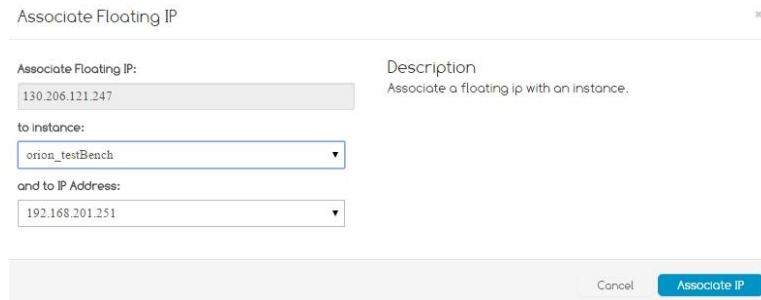 Associate Floating IP
Associate Floating IP:
130.206.121.247
to instance:
orion_testBench
and to IP Address:
192.168.201.251
Description
Associate a floating ip with an instance.
Cancel
Associate IP